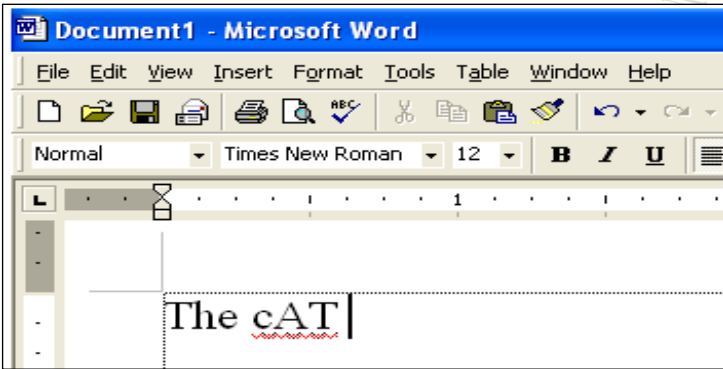 Document1 - Microsoft Word
File Edit View Insert Format Tools Table Window Help
ABC
Normal Times New Roman 12 B I U
L 1
The cAT